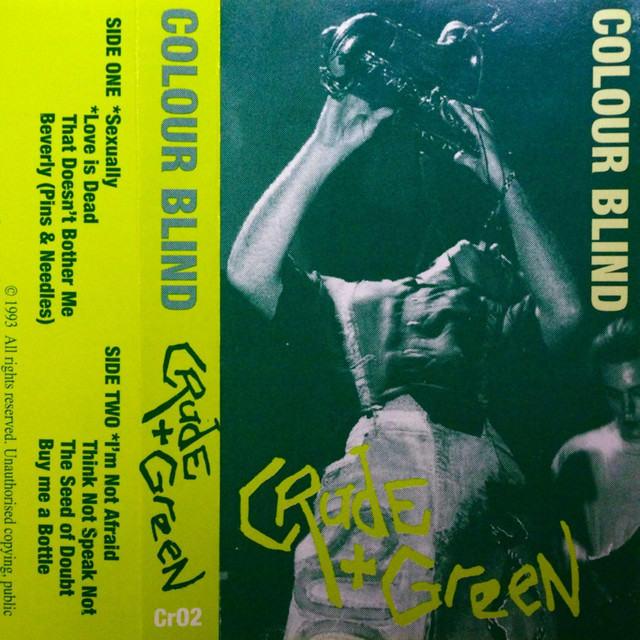 COLOUR BLIND
CRUDE
+ GREEN
COLOUR BLIND
CRUDE
+ GREEN
Cr02
SIDE ONE *Sexually
*Love is Dead
That Doesn't Bother Me
Beverly (Pins & Needles)
SIDE TWO *I'm Not Afraid
Think Not Speak Not
The Seed of Doubt
Buy me a Bottle
© 1993 All rights reserved. Unauthorised copying, public